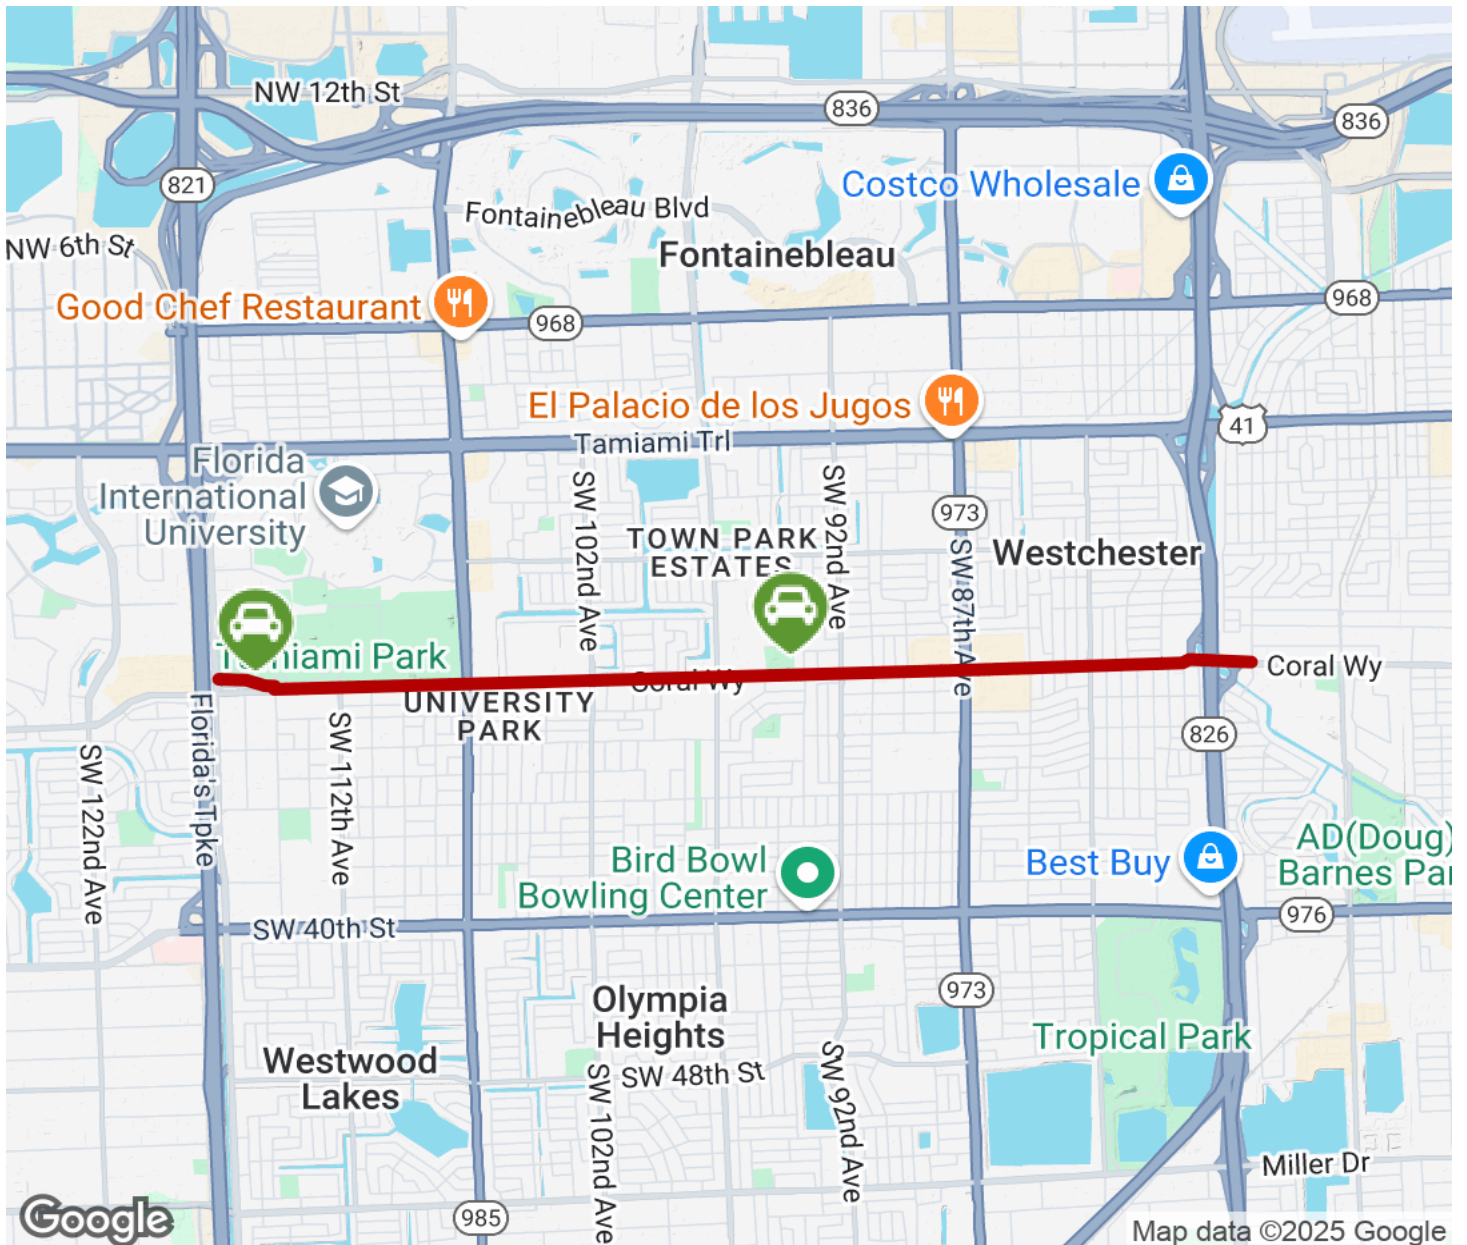 NW 12th St
836
836
821
Costco Wholesale
Fontainebleau Blvd
NW 6th St
Fontainebleau
Good Chef Restaurant
968
968
El Palacio de los Jugos
41
Tamiami Trl
Florida
International
University
SW 102nd Ave
SW 92nd Ave
973
TOWN PARK
ESTATES
Westchester
SW 87th Ave
Tamiami Park
Coral Wy
Coral Wy
UNIVERSITY
PARK
Florida's Tpke
SW 112th Ave
826
SW 122nd Ave
Bird Bowl
Bowling Center
Best Buy
AD(Doug)
Barnes Par
976
SW 40th St
973
Olympia
Heights
Tropical Park
Westwood
Lakes
SW 48th St
SW 102nd Ave
SW 92nd Ave
Miller Dr
985
Google
Map data ©2025 Google